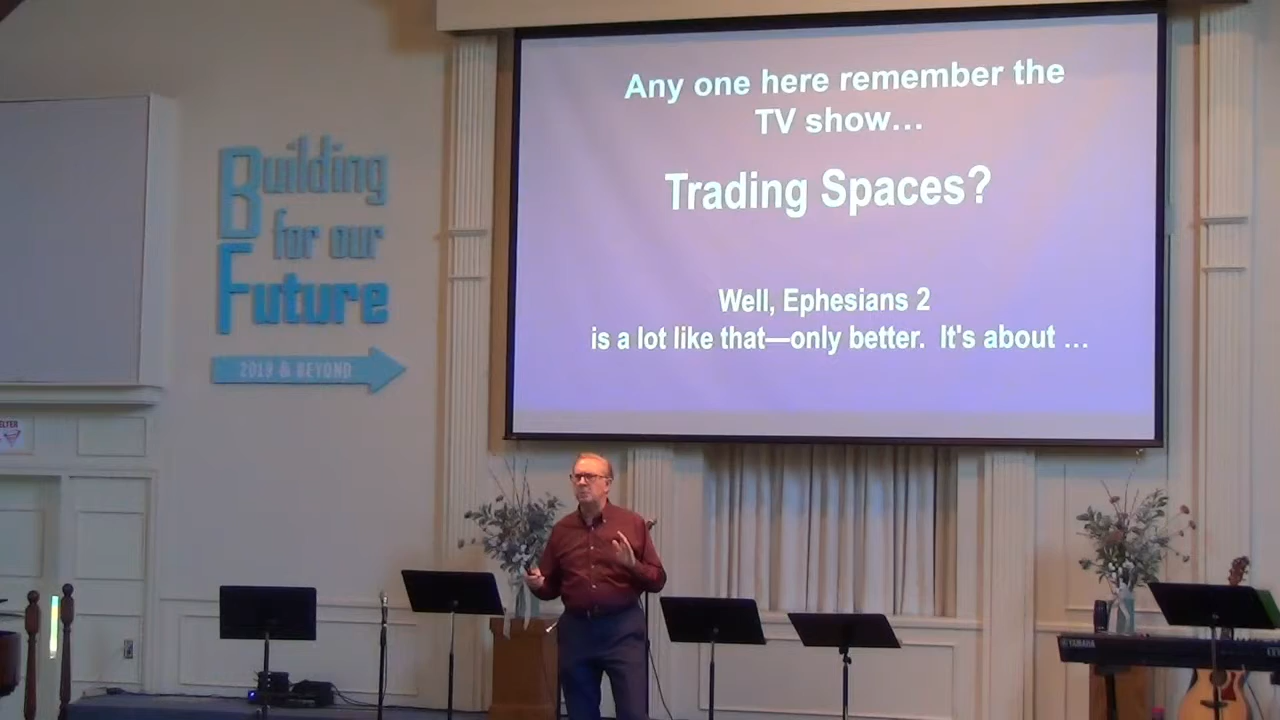 Any one here remember the
TV show...
Trading Spaces?
Well, Ephesians 2
is a lot like that—only better. It's about ...
Building
for our
Future
2019 & BEYOND
YAMAHA